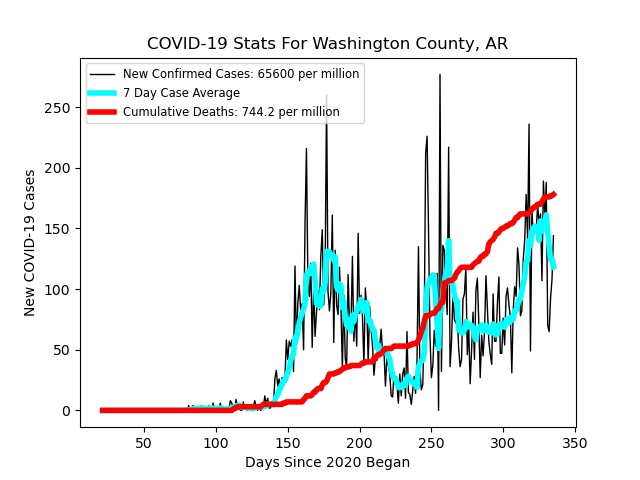 COVID-19 Stats For Washington County, AR
New Confirmed Cases: 65600 per million
7 Day Case Average
Cumulative Deaths: 744.2 per million
New COVID-19 Cases
250
200
150
100
50
0
50 100 150 200 250 300 350
Days Since 2020 Began